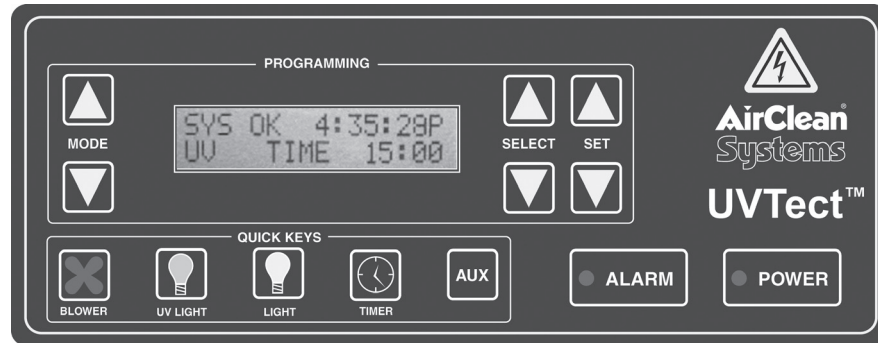 PROGRAMMING
MODE
SYS OK 4:35:29P
UV TIME 15:00
SELECT
SET
AirClean®
Systems
UVTect™
QUICK KEYS
BLOWER
UV LIGHT
LIGHT
TIMER
AUX
ALARM
POWER